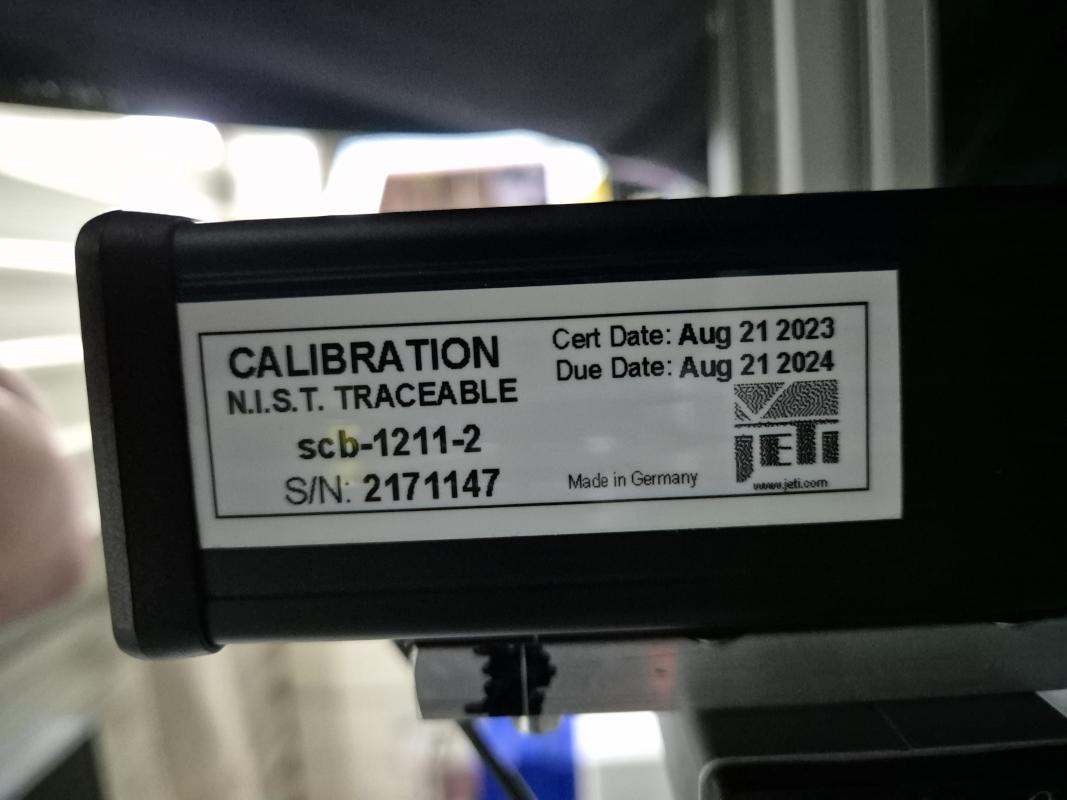 CALIBRATION
N.I.S.T. TRACEABLE
scb-1211-2
S/N: 2171147
Cert Date: Aug 21 2023
Due Date: Aug 21 2024
JETI
www.jeti.com
Made in Germany